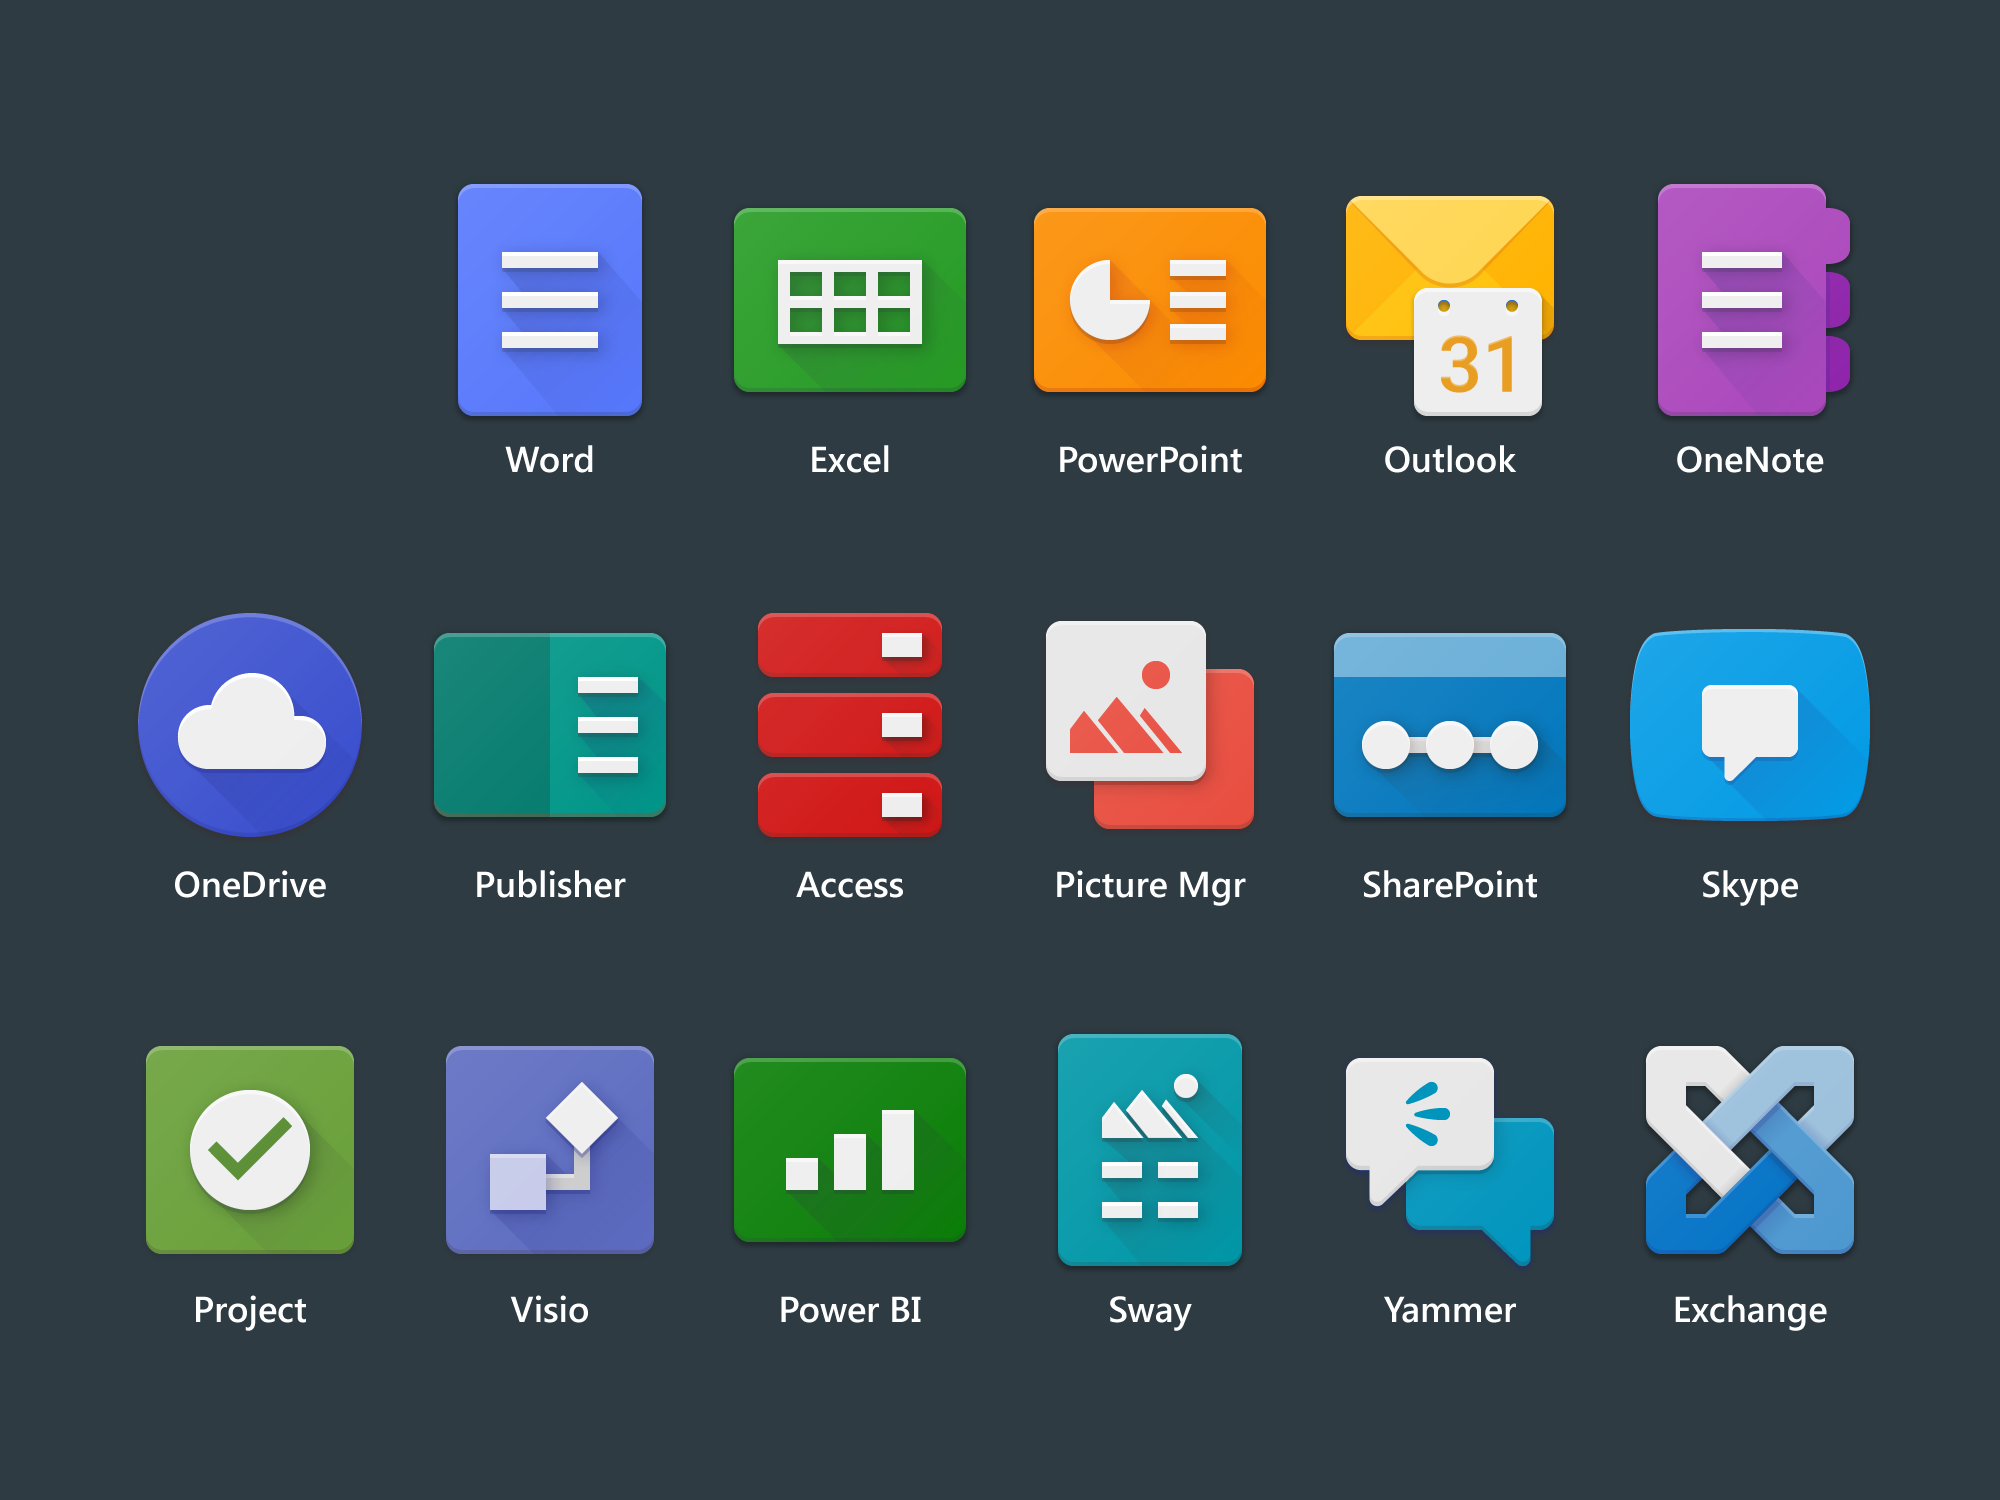 31
Word
Excel
PowerPoint
Outlook
OneNote
OneDrive
Publisher
Access
Picture Mgr
SharePoint
Skype
Project
Visio
Power BI
Sway
Yammer
Exchange